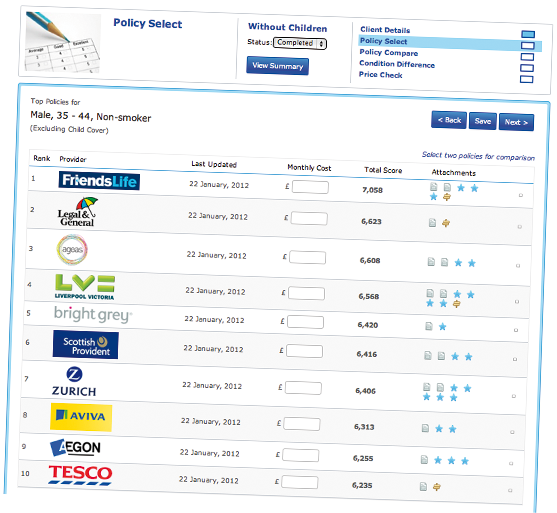 Average Good Excellent
Policy Select
Without Children
Status: Completed
View Summary
Client Details
Policy Select
Policy Compare
Condition Difference
Price Check
Top Policies for
Male, 35 - 44, Non-smoker
(Excluding Child Cover)
< Back Save Next >
Select two policies for comparison
Rank Provider Last Updated Monthly Cost Total Score Attachments
1 FriendsLife 22 January, 2012 £ 7,058
2 Legal & General 22 January, 2012 £ 6,623
3 ageas 22 January, 2012 £ 6,608
4 LV= LIVERPOOL VICTORIA 22 January, 2012 £ 6,568
5 bright grey 22 January, 2012 £ 6,420
6 Scottish Provident 22 January, 2012 £ 6,416
7 ZURICH 22 January, 2012 £ 6,406
8 AVIVA 22 January, 2012 £ 6,313
9 AEGON 22 January, 2012 £ 6,255
10 TESCO 22 January, 2012 £ 6,235